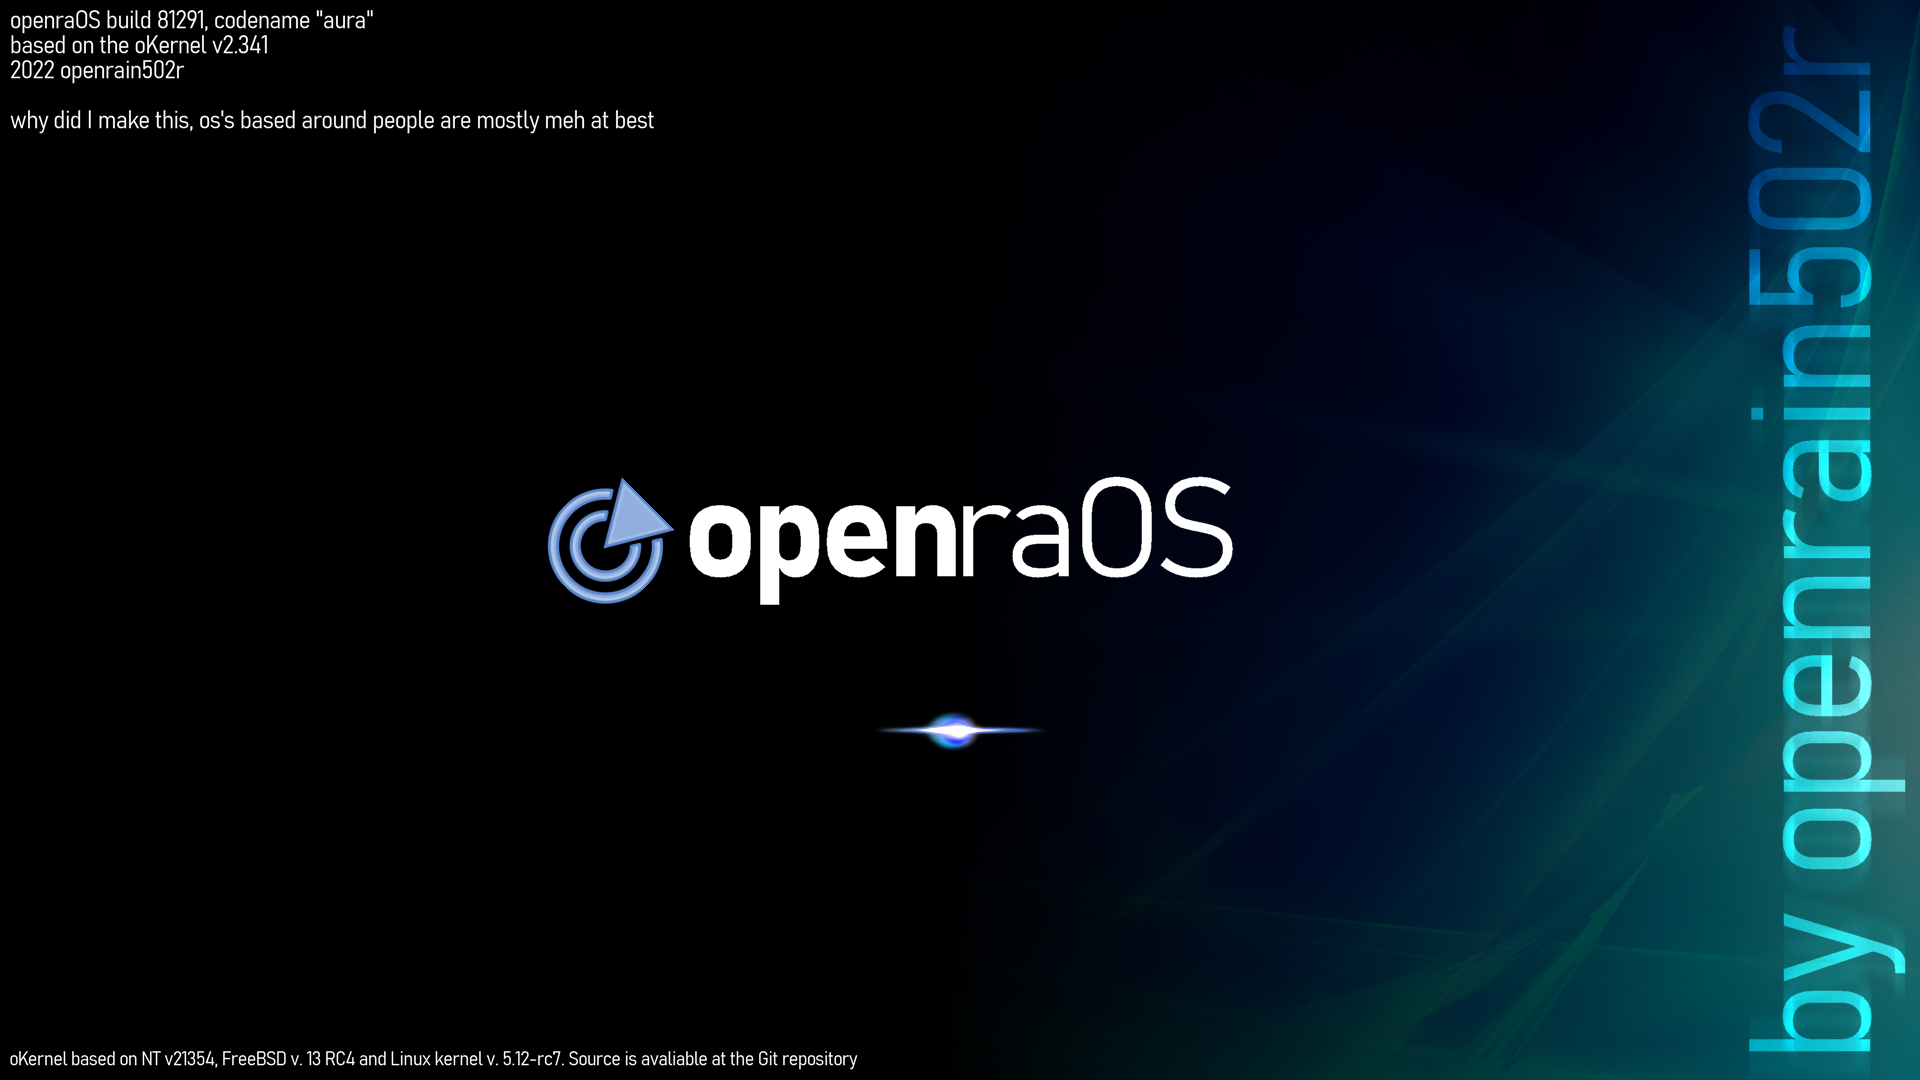 openraOS build 81291, codename "aura"
based on the oKernel v2.341
2022 openrain502r
why did I make this, os's based around people are mostly meh at best
openraOS
by openrain502r
oKernel based on NT v21354, FreeBSD v. 13 RC4 and Linux kernel v. 5.12-rc7. Source is avaliable at the Git repository